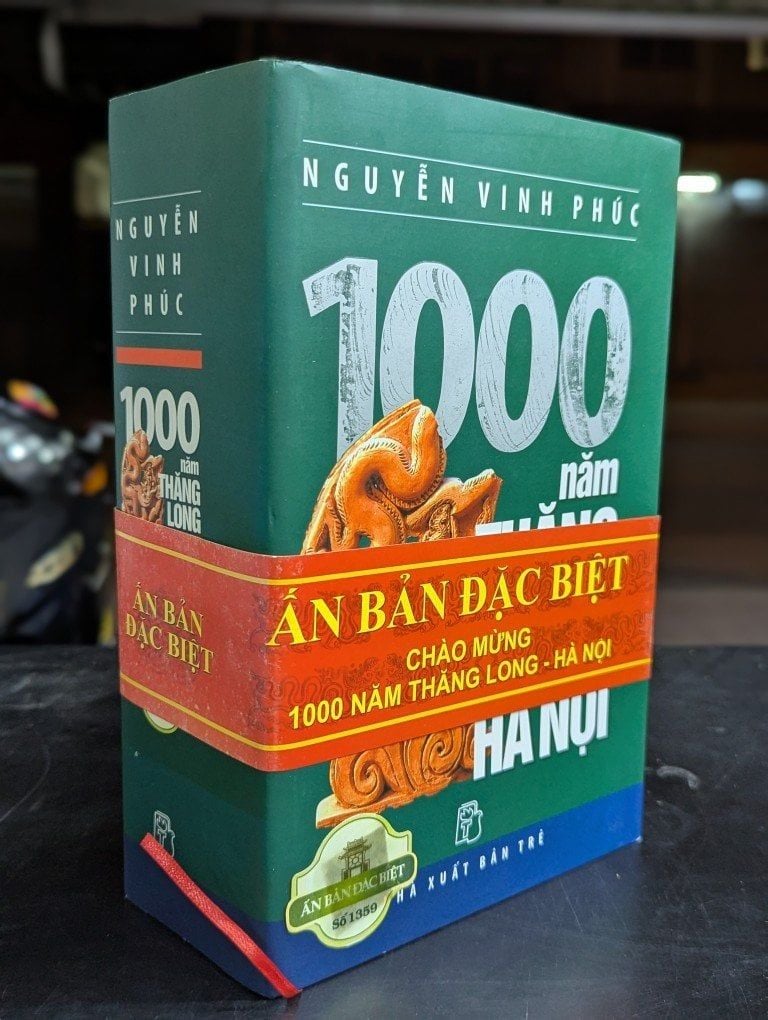 NGUYỄN
VINH
PHÚC
1000
năm
THĂNG
LONG
ẤN BẢN
ĐẶC BIỆT
NGUYỄN VINH PHÚC
1000
năm
THĂNG
ẤN BẢN ĐẶC BIỆT
CHÀO MỪNG
1000 NĂM THĂNG LONG - HÀ NỘI
HÀ NỘI
ẤN BẢN ĐẶC BIỆT
Số 1359
XUẤT BẢN TRẺ